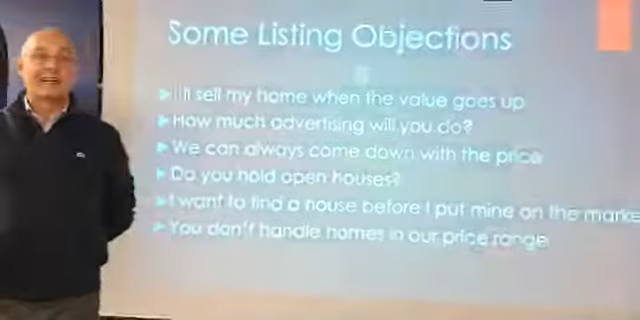 Some Listing Objections
I'll sell my home when the value goes up
How much advertising will you do?
We can always come down with the price
Do you hold open houses?
I want to find a house before I put mine on the marke
You don't handle homes in our price range